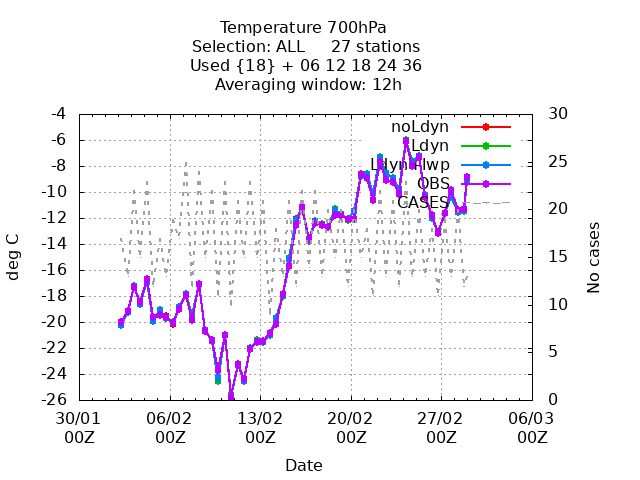 Temperature 700hPa
Selection: ALL 27 stations
Used {18} + 06 12 18 24 36
Averaging window: 12h
-4
-6
-8
-10
-12
-14
-16
-18
-20
-22
-24
-26
deg C
noLdyn
Ldyn
Ldyn+lwp
OBS
CASES
30
25
20
15
10
5
0
No cases
30/01 06/02 13/02 20/02 27/02 06/03
00Z 00Z 00Z 00Z 00Z 00Z
Date